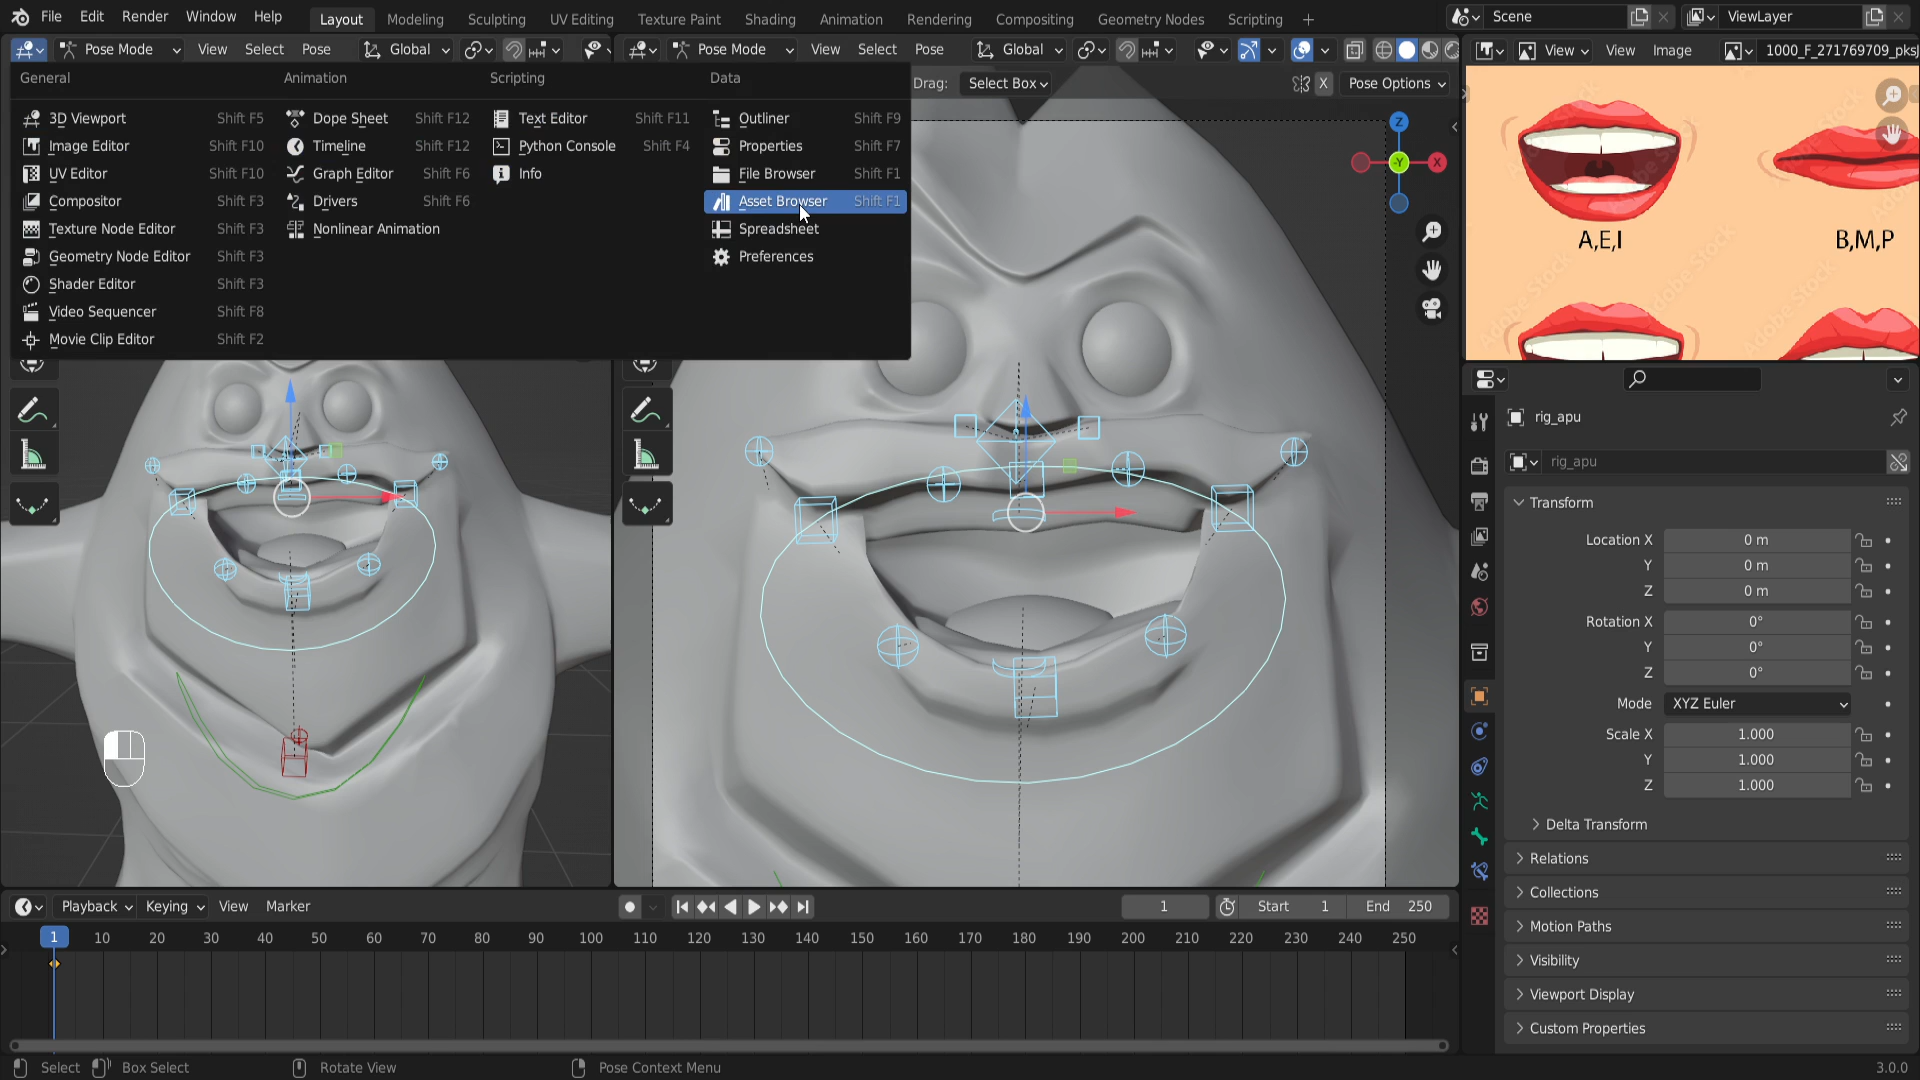 File Edit Render Window Help Layout Modeling Sculpting UV Editing Texture Paint Shading Animation Rendering Compositing Geometry Nodes Scripting + Scene ViewLayer
Pose Mode View Select Pose Global Pose Mode View Select Pose Global View View Image 1000_F_271769709_pks
Drag: Select Box X Pose Options
General Animation Scripting Data
3D Viewport Shift F5 Dope Sheet Shift F12 Text Editor Shift F11 Outliner Shift F9
Image Editor Shift F10 Timeline Shift F12 Python Console Shift F4 Properties Shift F7
UV Editor Shift F10 Graph Editor Shift F6 Info File Browser Shift F1
Compositor Shift F3 Drivers Shift F6 Asset Browser Shift F1
Texture Node Editor Shift F3 Nonlinear Animation Spreadsheet
Geometry Node Editor Shift F3 Preferences
Shader Editor Shift F3
Video Sequencer Shift F8
Movie Clip Editor Shift F2
Z
-Y X
A,E,I B,M,P
Adobe Stock
rig_apu
rig_apu
Transform
Location X 0 m
Y 0 m
Z 0 m
Rotation X 0°
Y 0°
Z 0°
Mode XYZ Euler
Scale X 1.000
Y 1.000
Z 1.000
Delta Transform
Relations
Collections
Motion Paths
Visibility
Viewport Display
Custom Properties
Playback Keying View Marker 1 Start 1 End 250
1 10 20 30 40 50 60 70 80 90 100 110 120 130 140 150 160 170 180 190 200 210 220 230 240 250
Select Box Select Rotate View Pose Context Menu 3.0.0